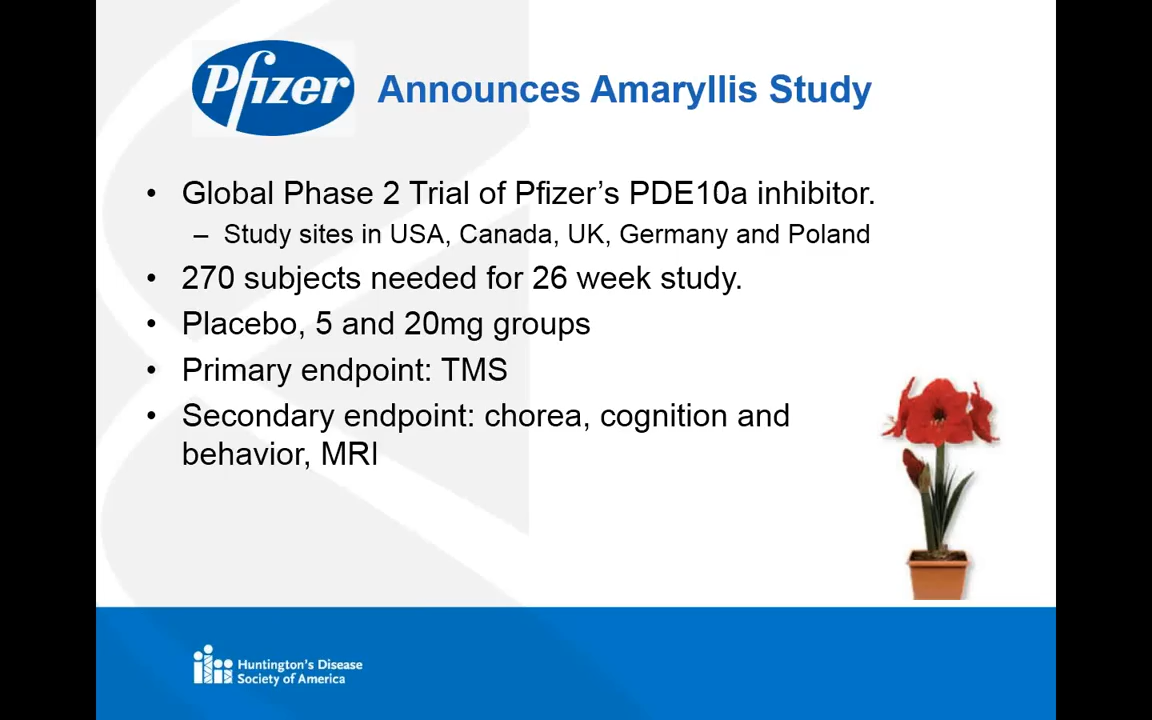 Pfizer
Announces Amaryllis Study
• Global Phase 2 Trial of Pfizer’s PDE10a inhibitor.
– Study sites in USA, Canada, UK, Germany and Poland
• 270 subjects needed for 26 week study.
• Placebo, 5 and 20mg groups
• Primary endpoint: TMS
• Secondary endpoint: chorea, cognition and
behavior, MRI
Huntington's Disease
Society of America